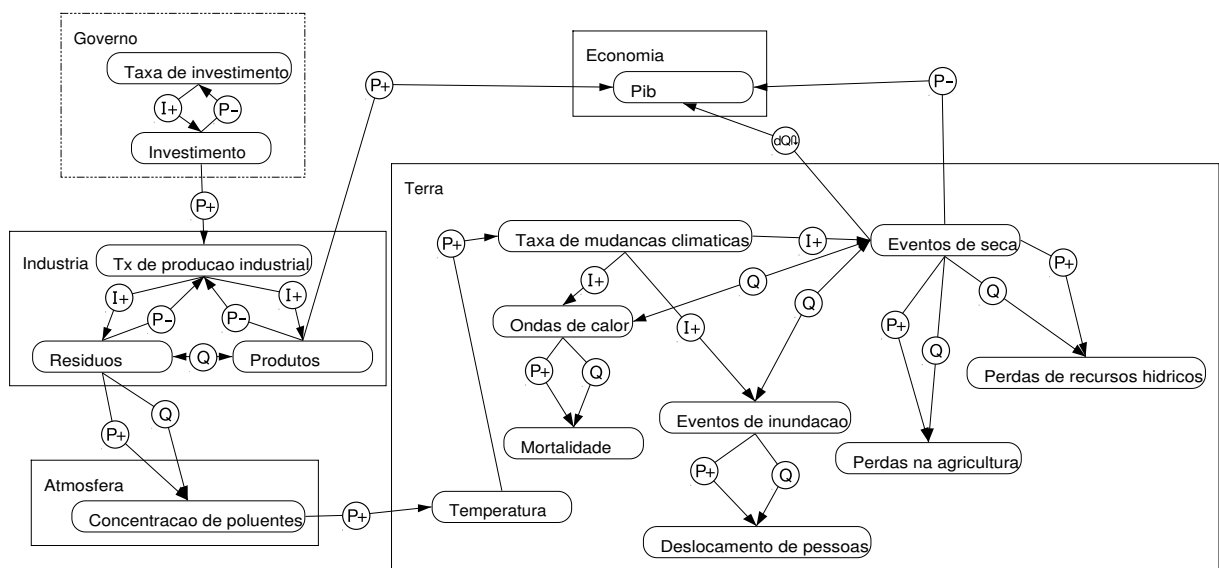 Governo
Taxa de investimento
I+
P-
Investimento
P+
Economia
Pib
P+
P-
dQ
Industria
Tx de producao industrial
I+
P-
P-
I+
Residuos
Q
Produtos
P+
Q
Atmosfera
Concentracao de poluentes
P+
Terra
P+
Taxa de mudancas climaticas
I+
Eventos de seca
I+
Q
Q
P+
Ondas de calor
I+
P+
Q
Q
P+
Q
Perdas de recursos hidricos
Eventos de inundacao
Mortalidade
Perdas na agricultura
P+
Q
Temperatura
Deslocamento de pessoas